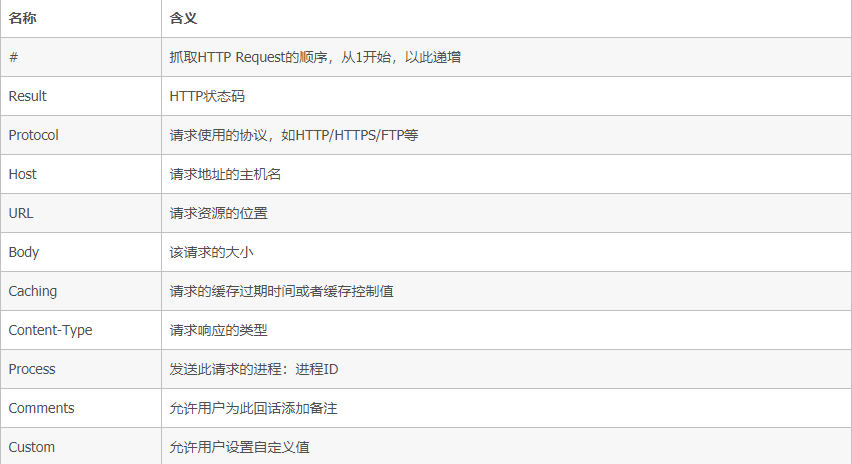 名称 含义
# 抓取HTTP Request的顺序，从1开始，以此递增
Result HTTP状态码
Protocol 请求使用的协议，如HTTP/HTTPS/FTP等
Host 请求地址的主机名
URL 请求资源的位置
Body 该请求的大小
Caching 请求的缓存过期时间或者缓存控制值
Content-Type 请求响应的类型
Process 发送此请求的进程：进程ID
Comments 允许用户为此回话添加备注
Custom 允许用户设置自定义值